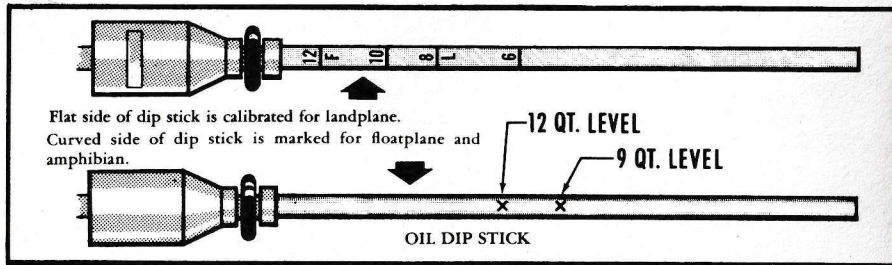 12 F 10 8 L 6
Flat side of dip stick is calibrated for landplane.
Curved side of dip stick is marked for floatplane and
amphibian.
12 QT. LEVEL
9 QT. LEVEL
× ×
OIL DIP STICK